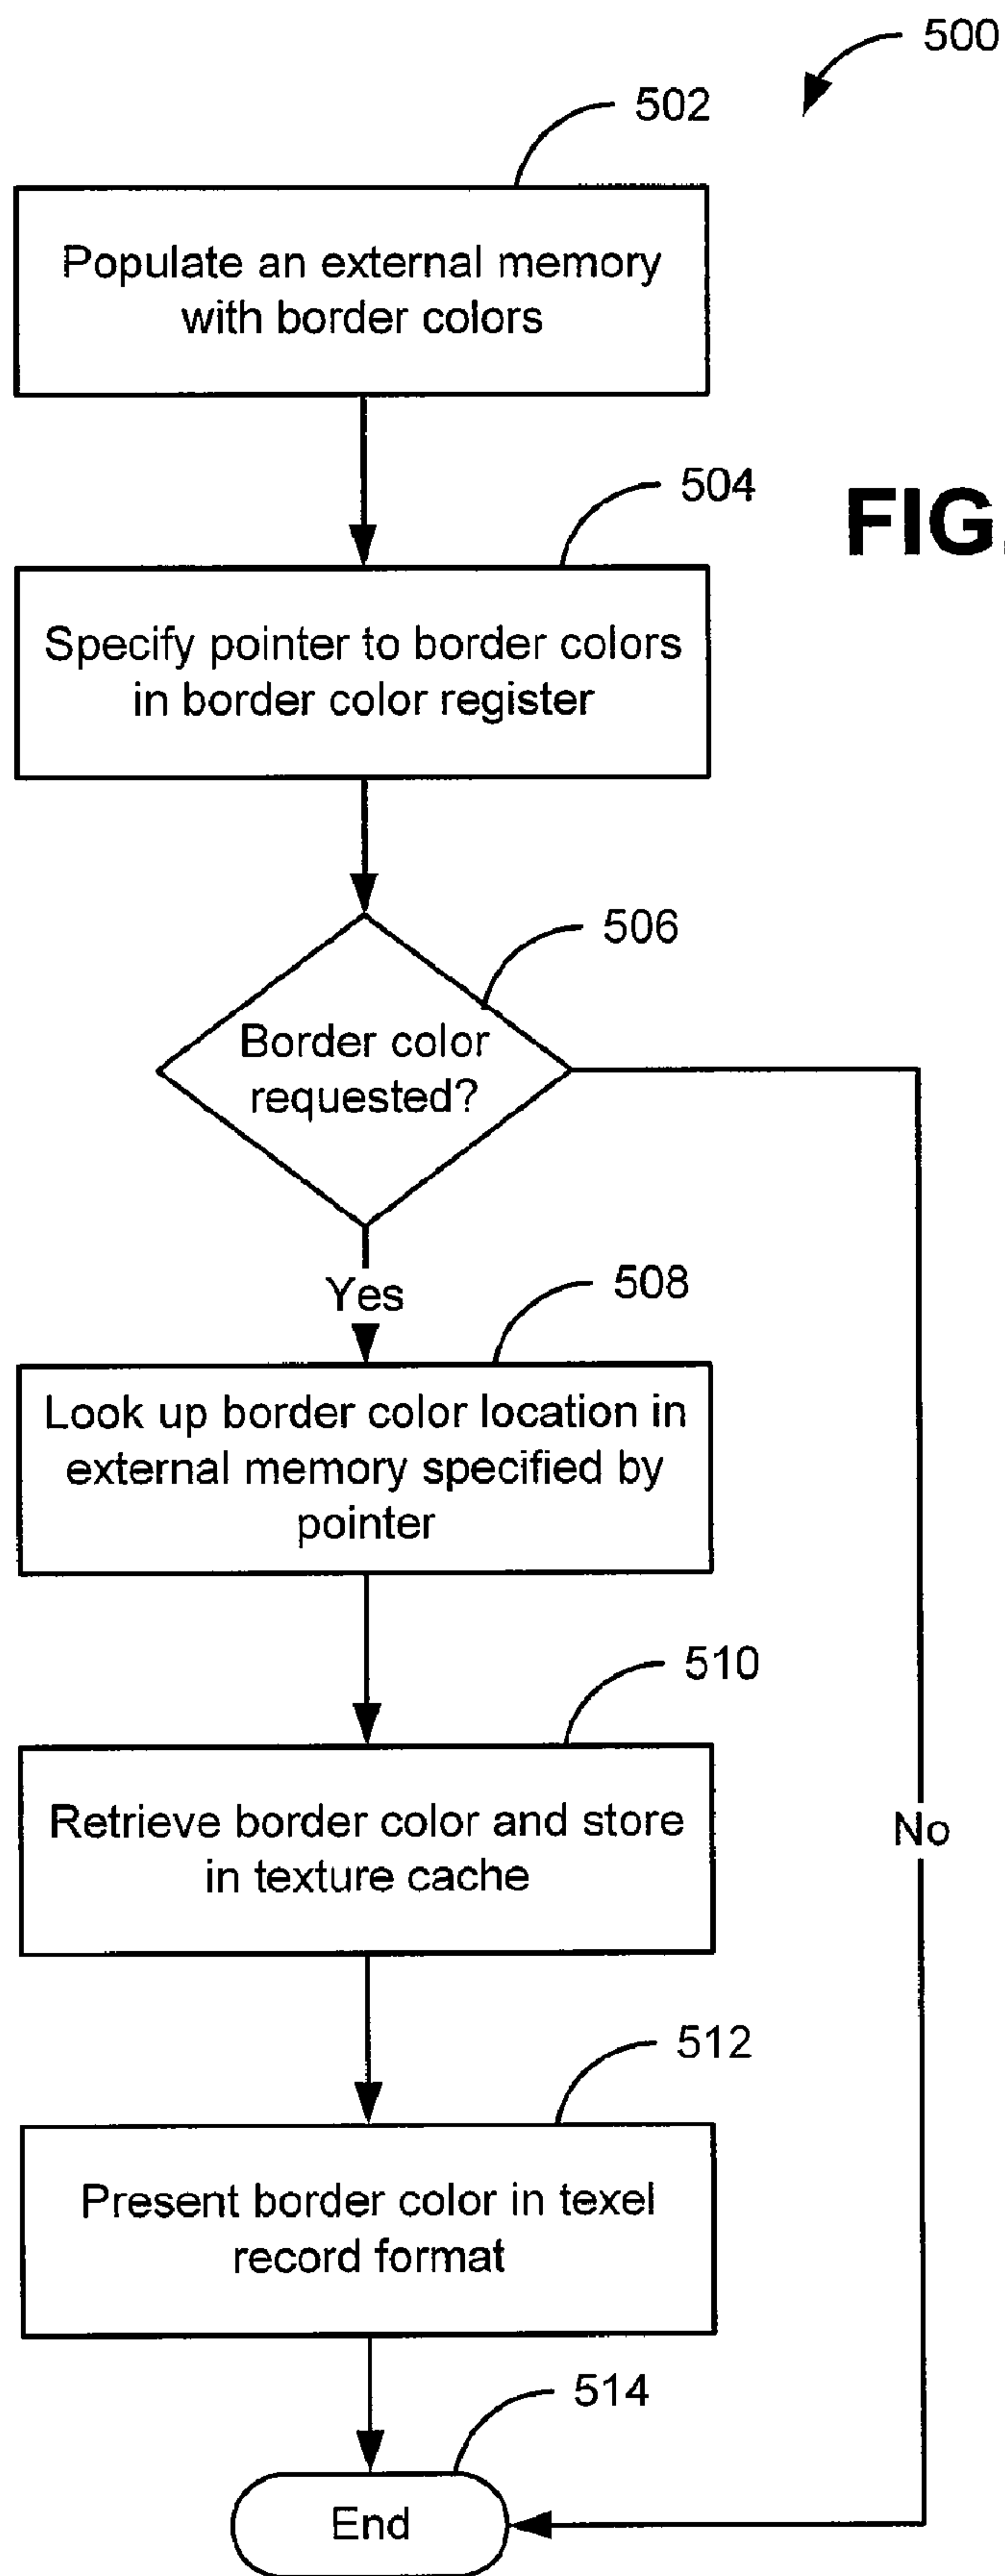 500
502
Populate an external memory
with border colors
504
FIG.
Specify pointer to border colors
in border color register
506
Border color
requested?
Yes
508
Look up border color location in
external memory specified by
pointer
510
Retrieve border color and store
in texture cache
No
512
Present border color in texel
record format
514
End